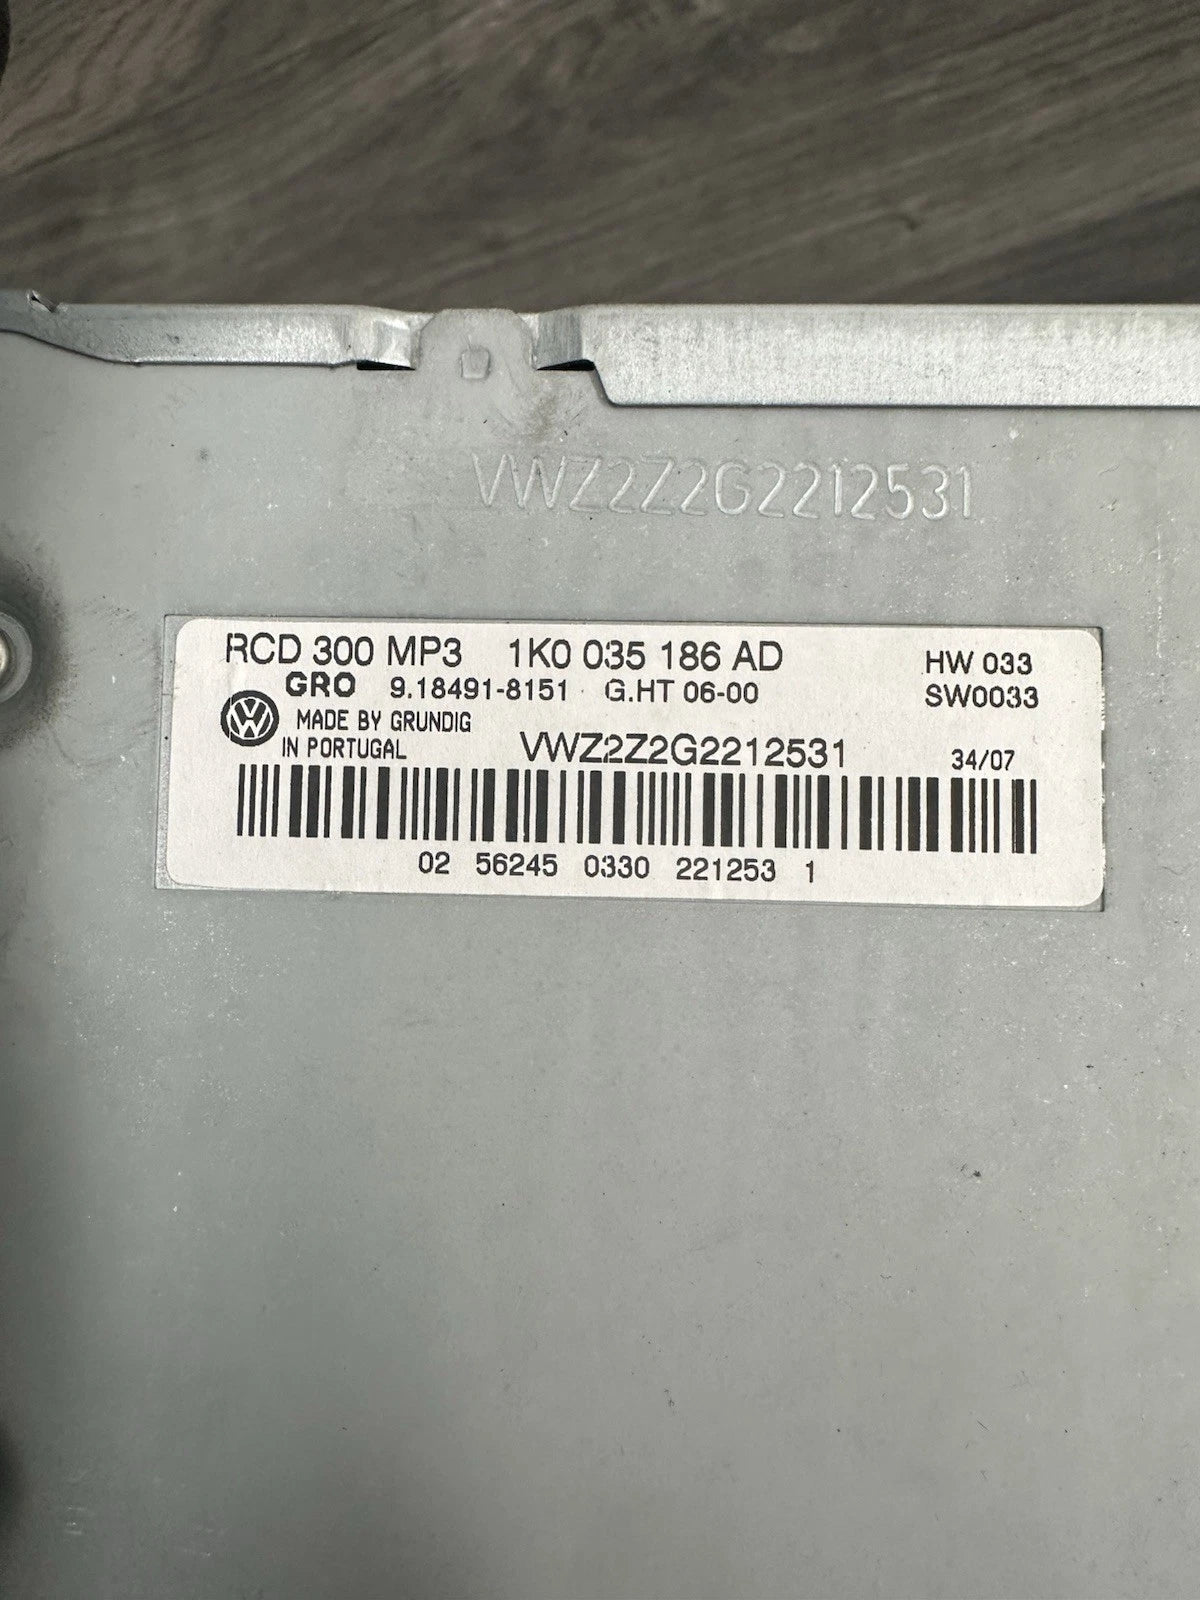 VWZ2Z2G2212531
RCD 300 MP3 1K0 035 186 AD HW 033
GRO 9.18491-8151 G.HT 06-00 SW0033
MADE BY GRUNDIG
IN PORTUGAL VWZ2Z2G2212531 34/07
02 56245 0330 221253 1